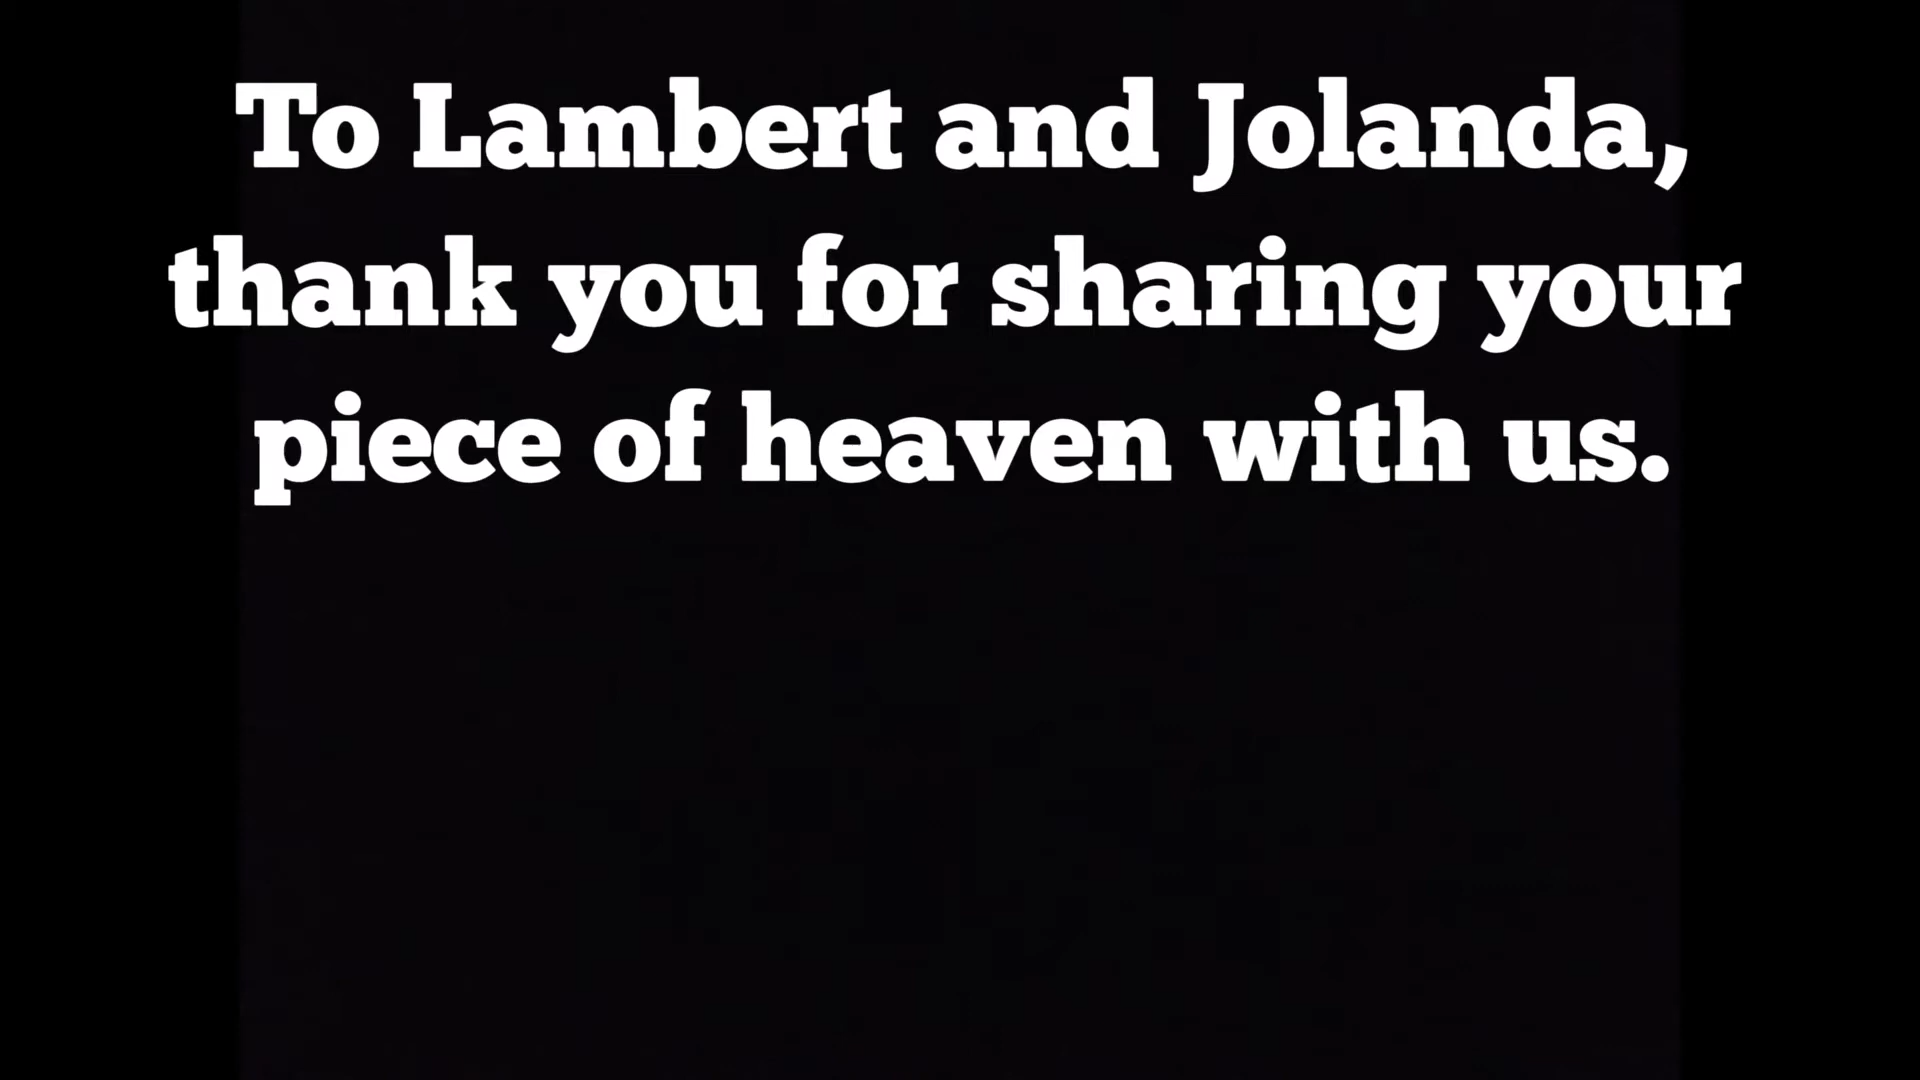 To Lambert and Jolanda,
thank you for sharing your
piece of heaven with us.